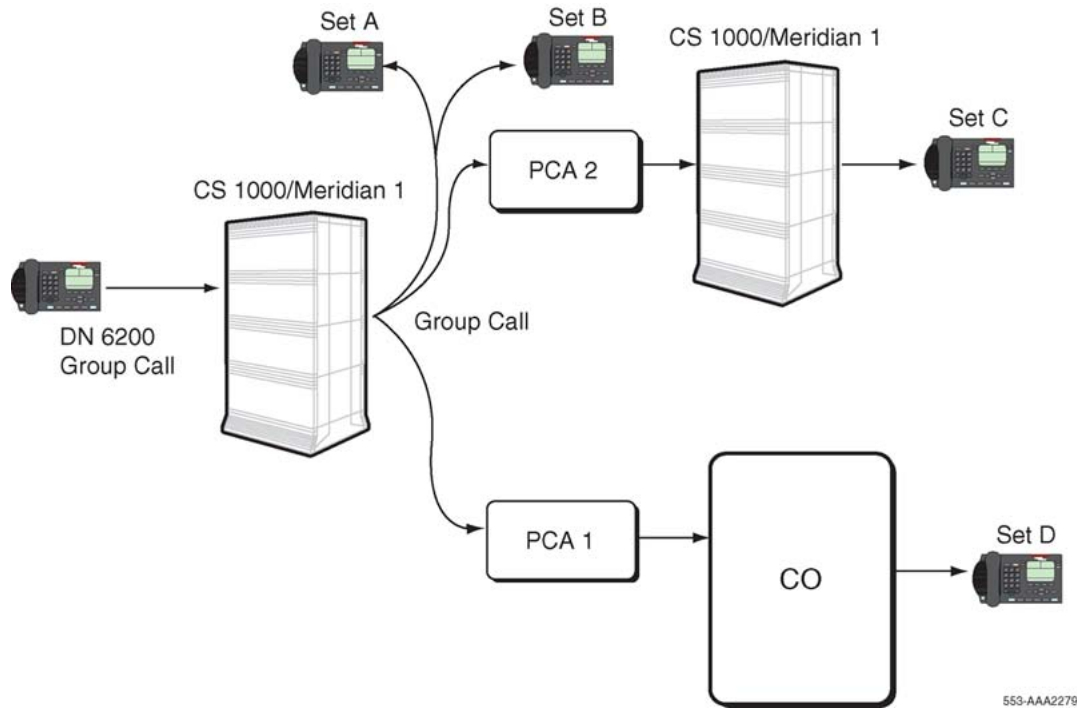 Set A
Set B
CS 1000/Meridian 1
Set C
PCA 2
CS 1000/Meridian 1
DN 6200
Group Call
Group Call
PCA 1
CO
Set D
553-AAA2279